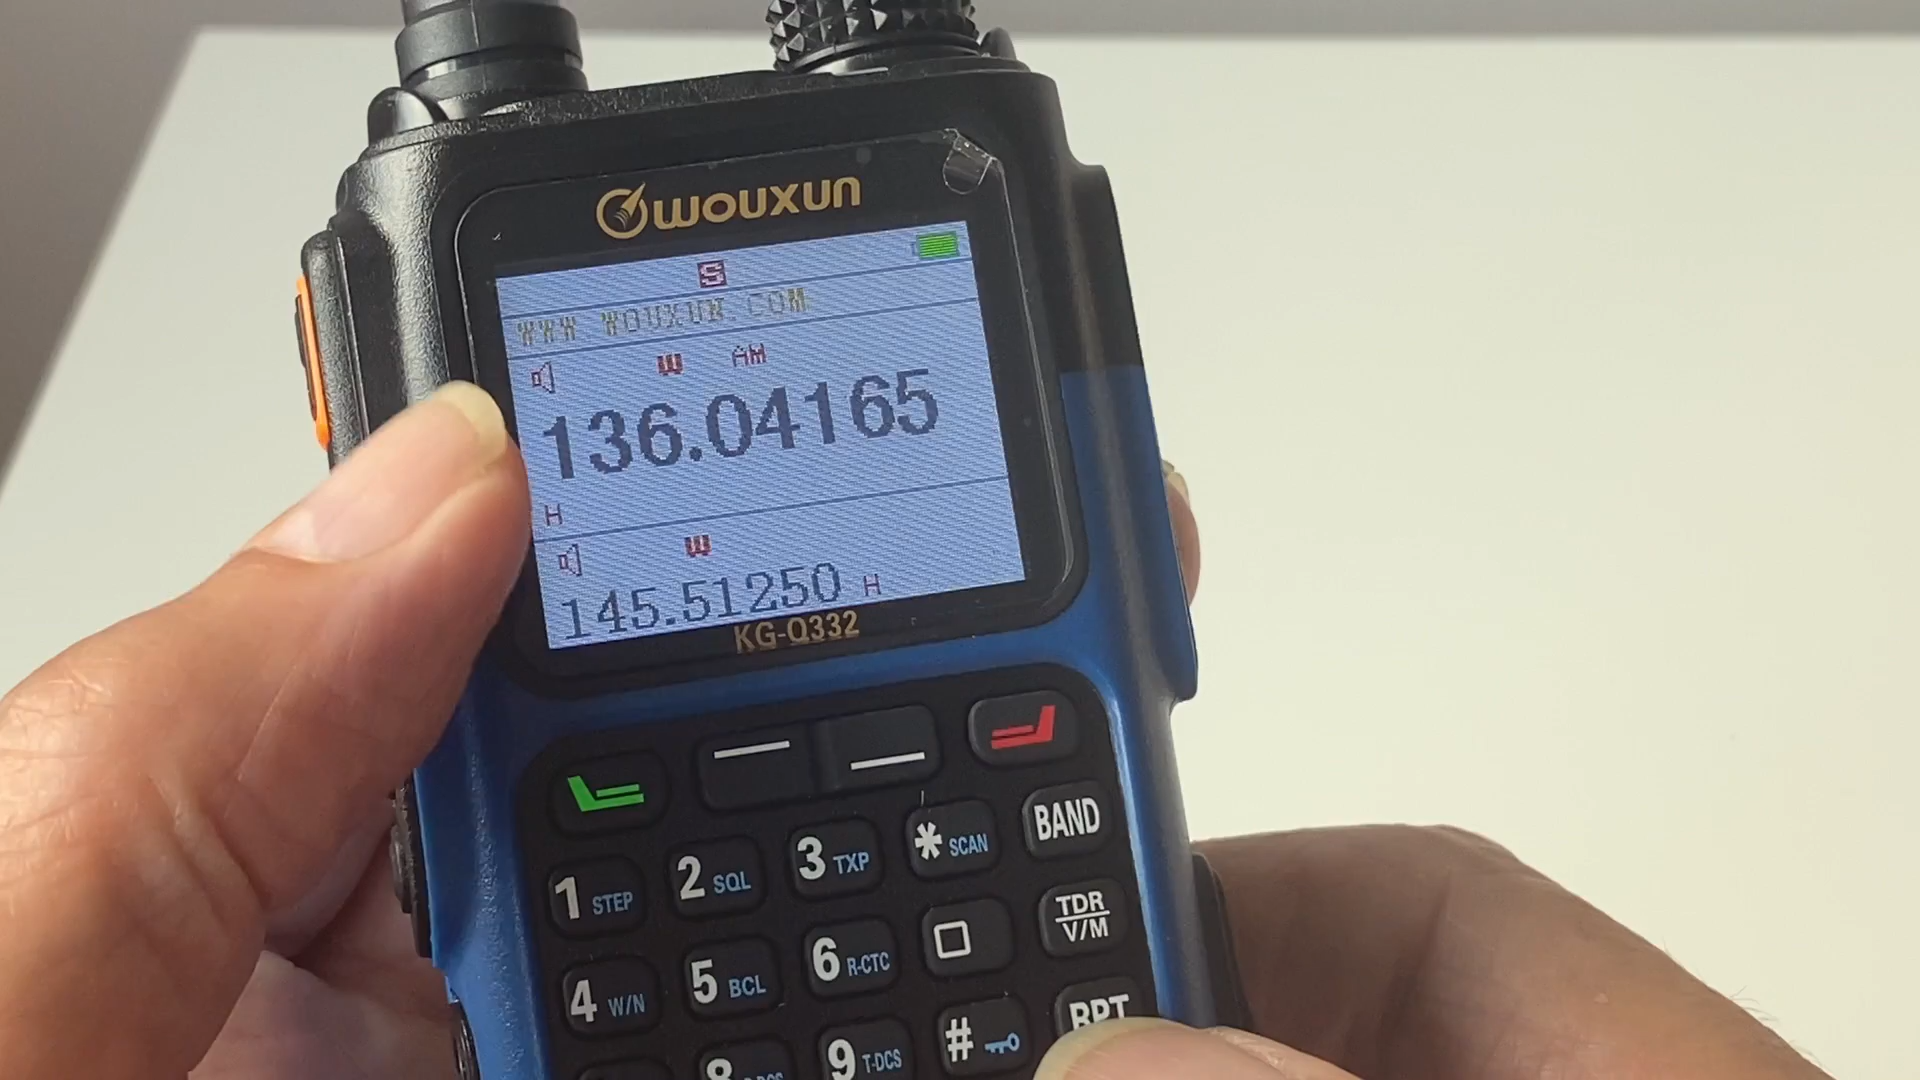 WOUXUN
S
WWW WOUXUN.COM
W AM
136.04165
H
W
145.51250 H
KG-Q332
1 STEP 2 SQL 3 TXP * SCAN BAND
4 W/N 5 BCL 6 R-CTC TDR V/M
8 9 T-DCS # RPT